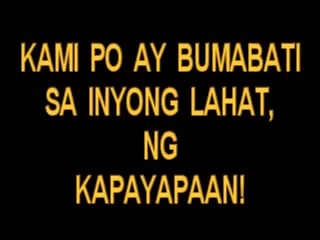 KAMI PO AY BUMABATI
SA INYONG LAHAT,
NG
KAPAYAPAAN!